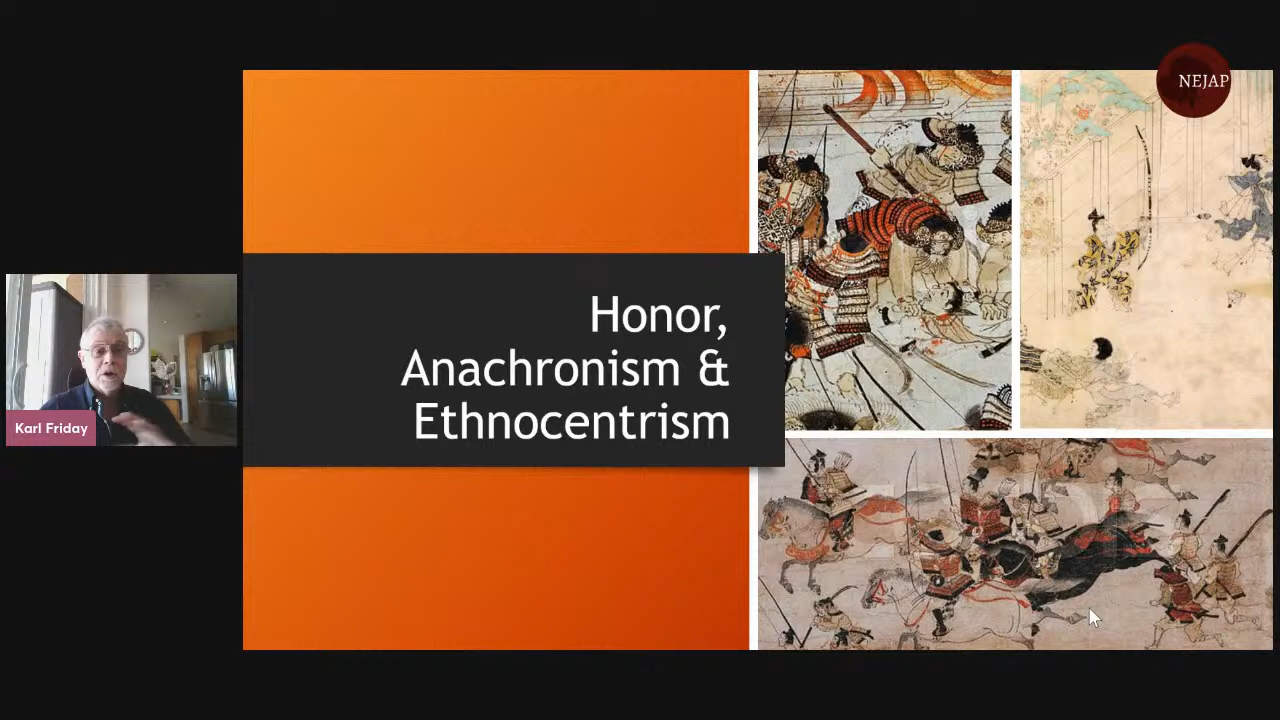 NEJAP
Honor,
Anachronism &
Ethnocentrism
Karl Friday